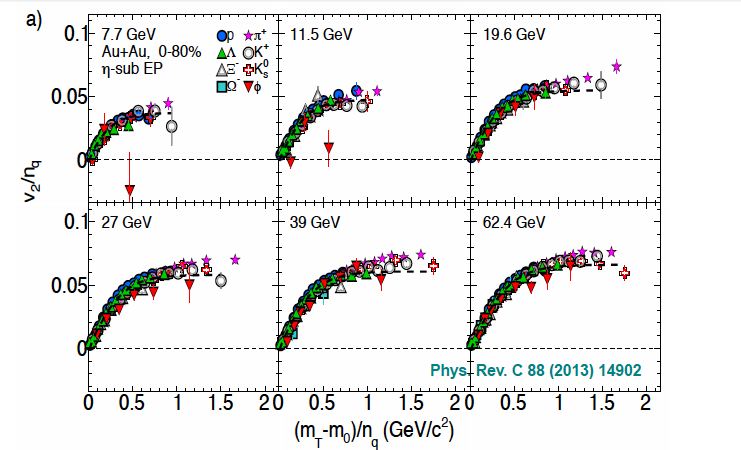 a)
7.7 GeV
Au+Au, 0-80%
η-sub EP
p π⁺
Λ K⁺
Ξ⁻ K⁰ₛ
Ω⁻ ϕ
11.5 GeV
19.6 GeV
0.1
0.05
0
v₂/n_q
27 GeV
39 GeV
62.4 GeV
0.1
0.05
0
Phys. Rev. C 88 (2013) 14902
0 0.5 1 1.5 2 0 0.5 1 1.5 2 0 0.5 1 1.5 2
(m_T-m₀)/n_q (GeV/c²)